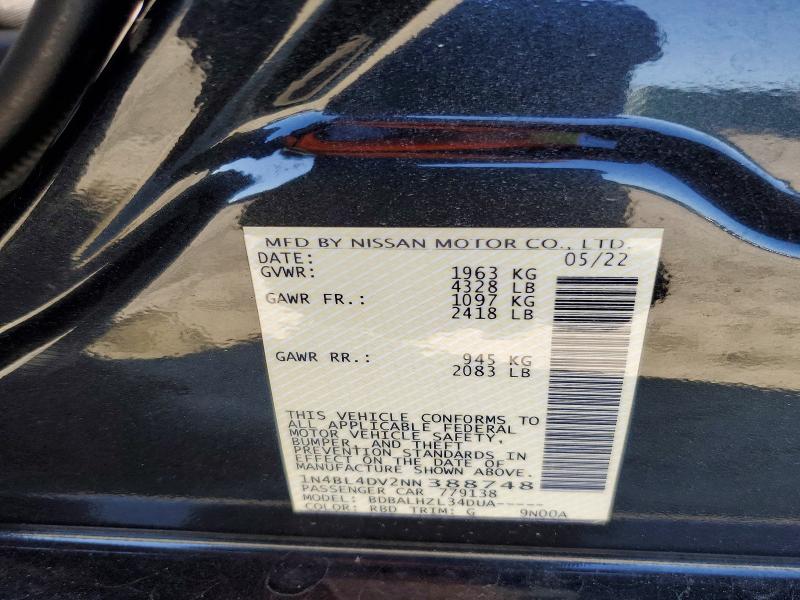 MFD BY NISSAN MOTOR CO., LTD.
DATE: 05/22
GVWR: 1963 KG
4328 LB
GAWR FR.: 1097 KG
2418 LB
GAWR RR.: 945 KG
2083 LB
THIS VEHICLE CONFORMS TO
ALL APPLICABLE FEDERAL
MOTOR VEHICLE SAFETY,
BUMPER, AND THEFT
PREVENTION STANDARDS IN
EFFECT ON THE DATE OF
MANUFACTURE SHOWN ABOVE.
1N4BL4DV2NN388748
PASSENGER CAR 779138
MODEL: BDBALHZL34DUA-----
COLOR: RBD TRIM: G 9N00A